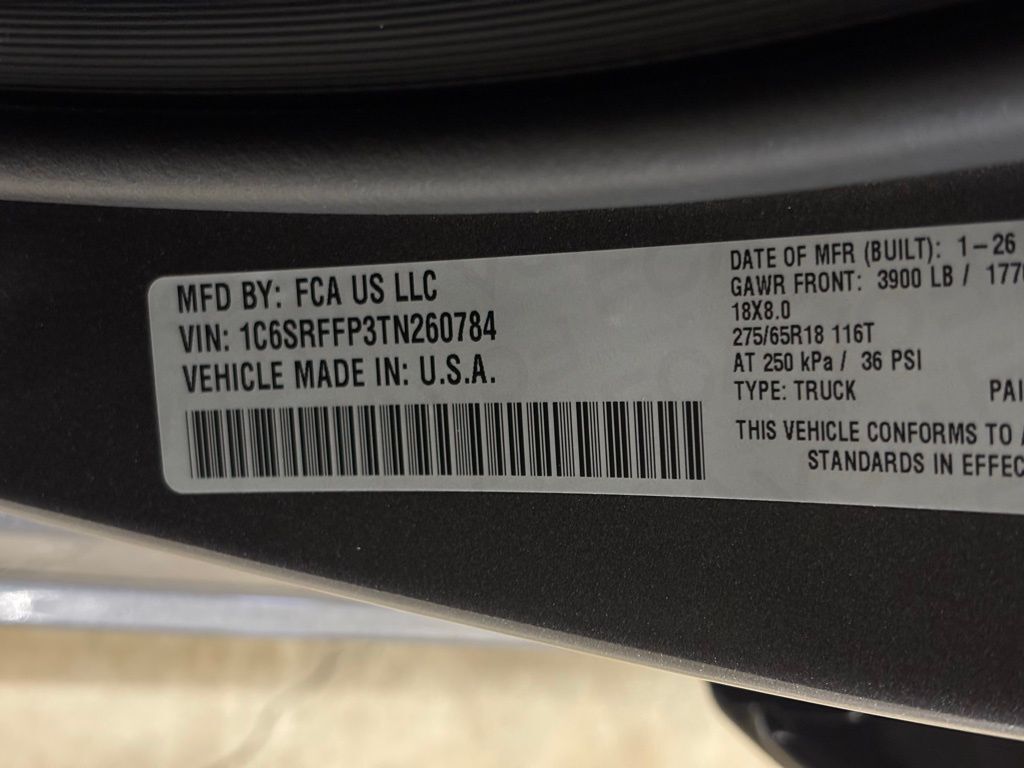 MFD BY: FCA US LLC
VIN: 1C6SRFFP3TN260784
VEHICLE MADE IN: U.S.A.
DATE OF MFR (BUILT): 1-26
GAWR FRONT: 3900 LB /
18X8.0
275/65R18 116T
AT 250 kPa / 36 PSI
TYPE: TRUCK
THIS VEHICLE CONFORMS TO
STANDARDS IN